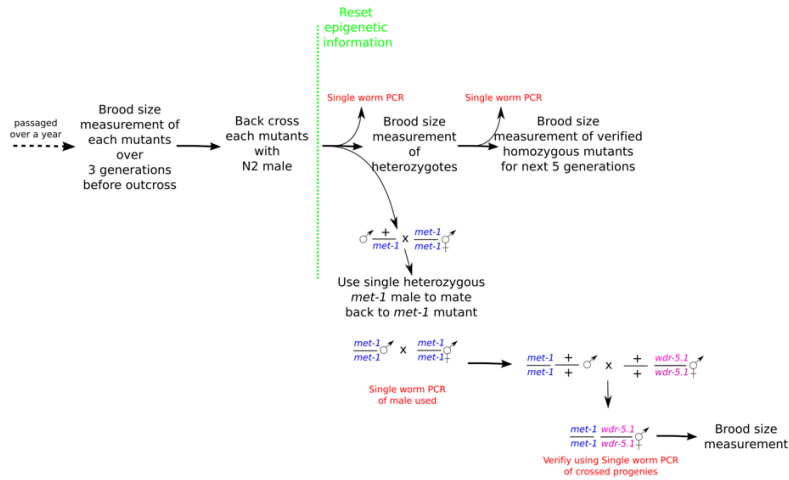 Reset
epigenetic
information
passaged
over a year
Brood size
measurement of
each mutants
over
3 generations
before outcross
Back cross
each mutants
with
N2 male
Single worm PCR
Brood size
measurement
of
heterozygotes
Single worm PCR
Brood size
measurement of verified
homozygous mutants
for next 5 generations
♂ + x met-1 ⚥
met-1 met-1
Use single heterozygous
met-1 male to mate
back to met-1 mutant
met-1 ♂ x met-1 ⚥
met-1 met-1
Single worm PCR
of male used
met-1 + ♂ x + wdr-5.1 ⚥
met-1 + + wdr-5.1
met-1 wdr-5.1 ⚥
met-1 wdr-5.1
Verifiy using Single worm PCR
of crossed progenies
Brood size
measurement